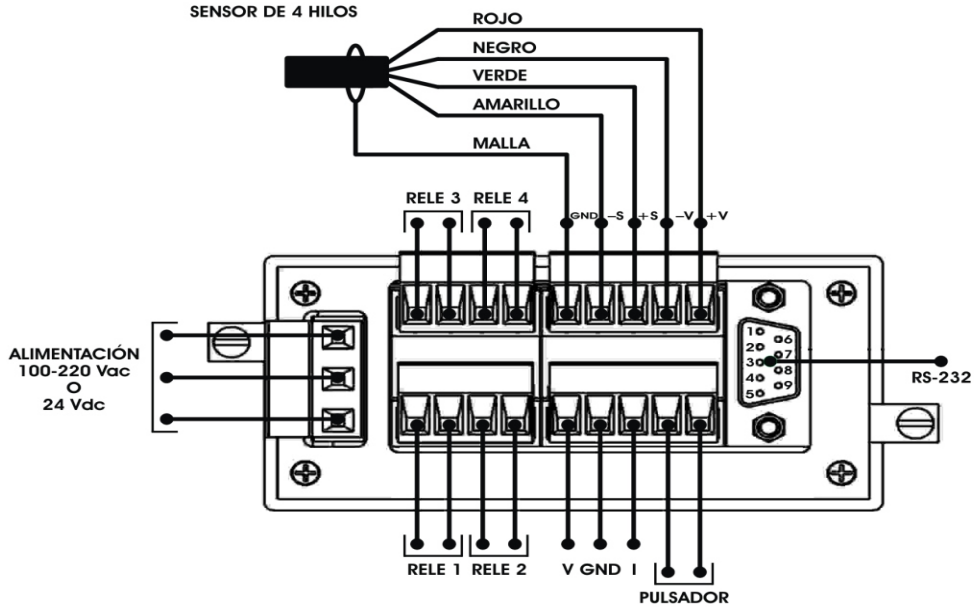 SENSOR DE 4 HILOS
ROJO
NEGRO
VERDE
AMARILLO
MALLA
RELE 3 RELE 4
GND -S +S -V +V
ALIMENTACIÓN
100-220 Vac
O
24 Vdc
1
2
3
4
5
6
7
8
9
RS-232
RELE 1 RELE 2 V GND I
PULSADOR